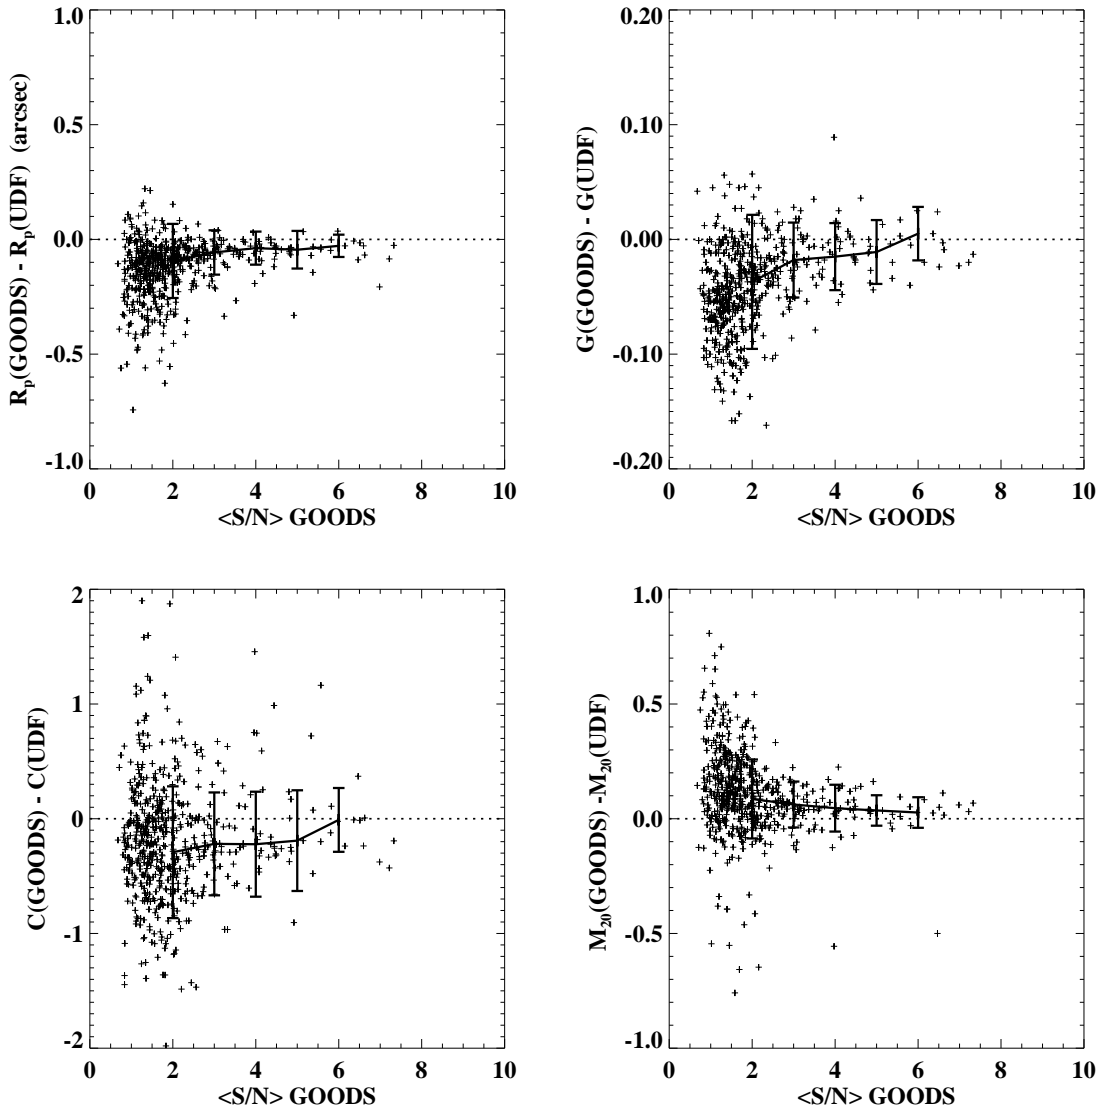 1.0
0.5
0.0
-0.5
-1.0
R_p(GOODS) - R_p(UDF) (arcsec)
0 2 4 6 8 10
<S/N> GOODS
0.20
0.10
0.00
-0.10
-0.20
G(GOODS) - G(UDF)
0 2 4 6 8 10
<S/N> GOODS
2
1
0
-1
-2
C(GOODS) - C(UDF)
0 2 4 6 8 10
<S/N> GOODS
1.0
0.5
0.0
-0.5
-1.0
M_20(GOODS) -M_20(UDF)
0 2 4 6 8 10
<S/N> GOODS